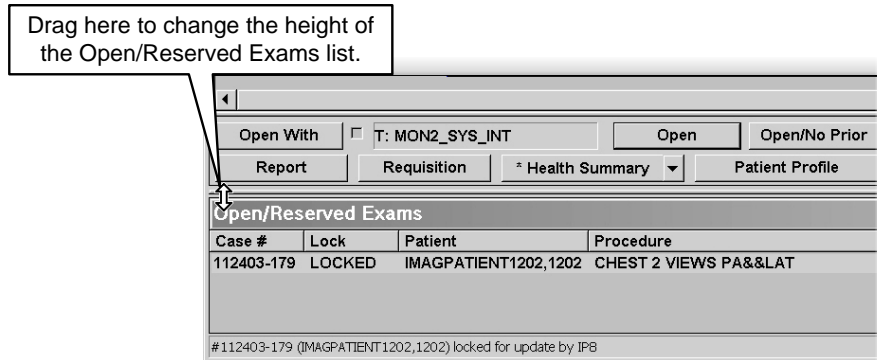 Drag here to change the height of
the Open/Reserved Exams list.
Open With T: MON2_SYS_INT Open Open/No Prior
Report Requisition * Health Summary Patient Profile
Open/Reserved Exams
Case # Lock Patient Procedure
112403-179 LOCKED IMAGPATIENT1202,1202 CHEST 2 VIEWS PA&&LAT
#112403-179 (IMAGPATIENT1202,1202) locked for update by IP8